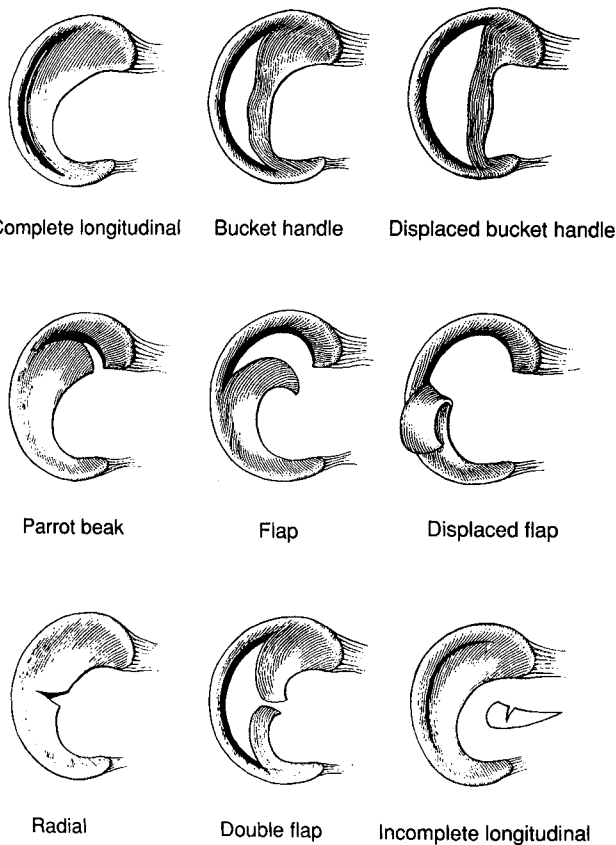 Complete longitudinal
Bucket handle
Displaced bucket handle
Parrot beak
Flap
Displaced flap
Radial
Double flap
Incomplete longitudinal